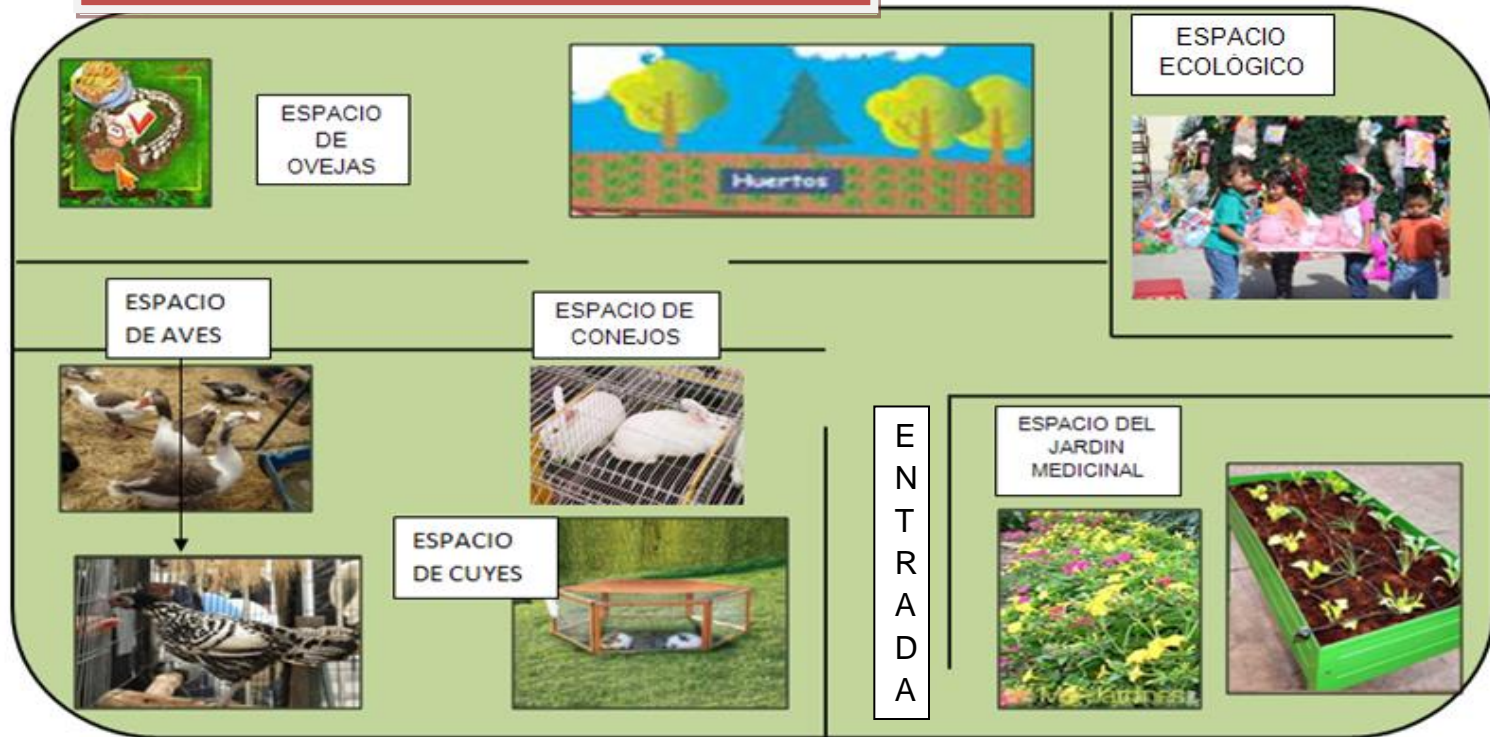 ESPACIO
ECOLÓGICO
ESPACIO
DE
OVEJAS
Huertos
ESPACIO
DE AVES
ESPACIO DE
CONEJOS
E
N
T
R
A
D
A
ESPACIO DEL
JARDIN
MEDICINAL
ESPACIO
DE CUYES